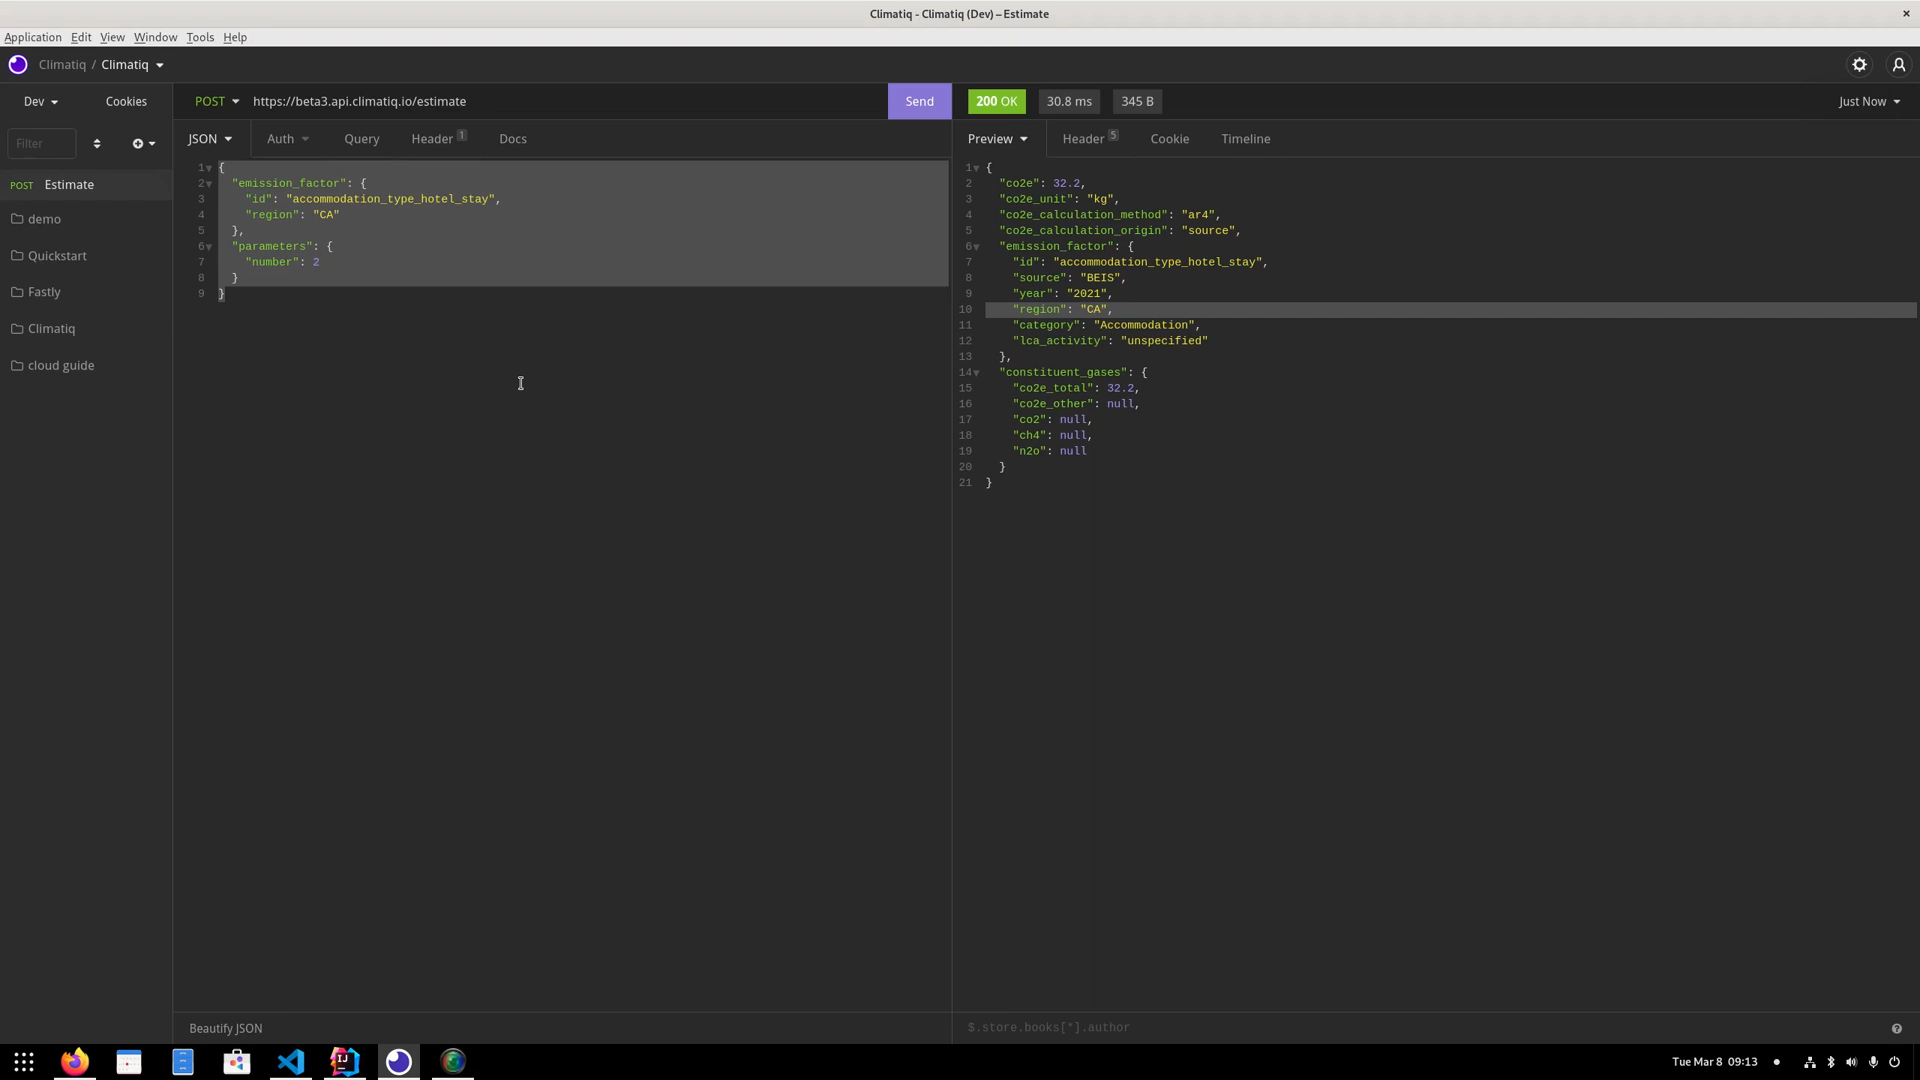 Climatiq - Climatiq (Dev) – Estimate
×
Application Edit View Window Tools Help
Climatiq / Climatiq
Dev
Cookies
POST https://beta3.api.climatiq.io/estimate
Send
200 OK
30.8 ms
345 B
Just Now
Filter
POST Estimate
demo
Quickstart
Fastly
Climatiq
cloud guide
JSON
Auth
Query
Header 1
Docs
1 {
2 "emission_factor": {
3 "id": "accommodation_type_hotel_stay",
4 "region": "CA"
5 },
6 "parameters": {
7 "number": 2
8 }
9 }
Beautify JSON
Preview
Header 5
Cookie
Timeline
1 {
2 "co2e": 32.2,
3 "co2e_unit": "kg",
4 "co2e_calculation_method": "ar4",
5 "co2e_calculation_origin": "source",
6 "emission_factor": {
7 "id": "accommodation_type_hotel_stay",
8 "source": "BEIS",
9 "year": "2021",
10 "region": "CA",
11 "category": "Accommodation",
12 "lca_activity": "unspecified"
13 },
14 "constituent_gases": {
15 "co2e_total": 32.2,
16 "co2e_other": null,
17 "co2": null,
18 "ch4": null,
19 "n2o": null
20 }
21 }
$.store.books[*].author
?
IJ
Tue Mar 8 09:13